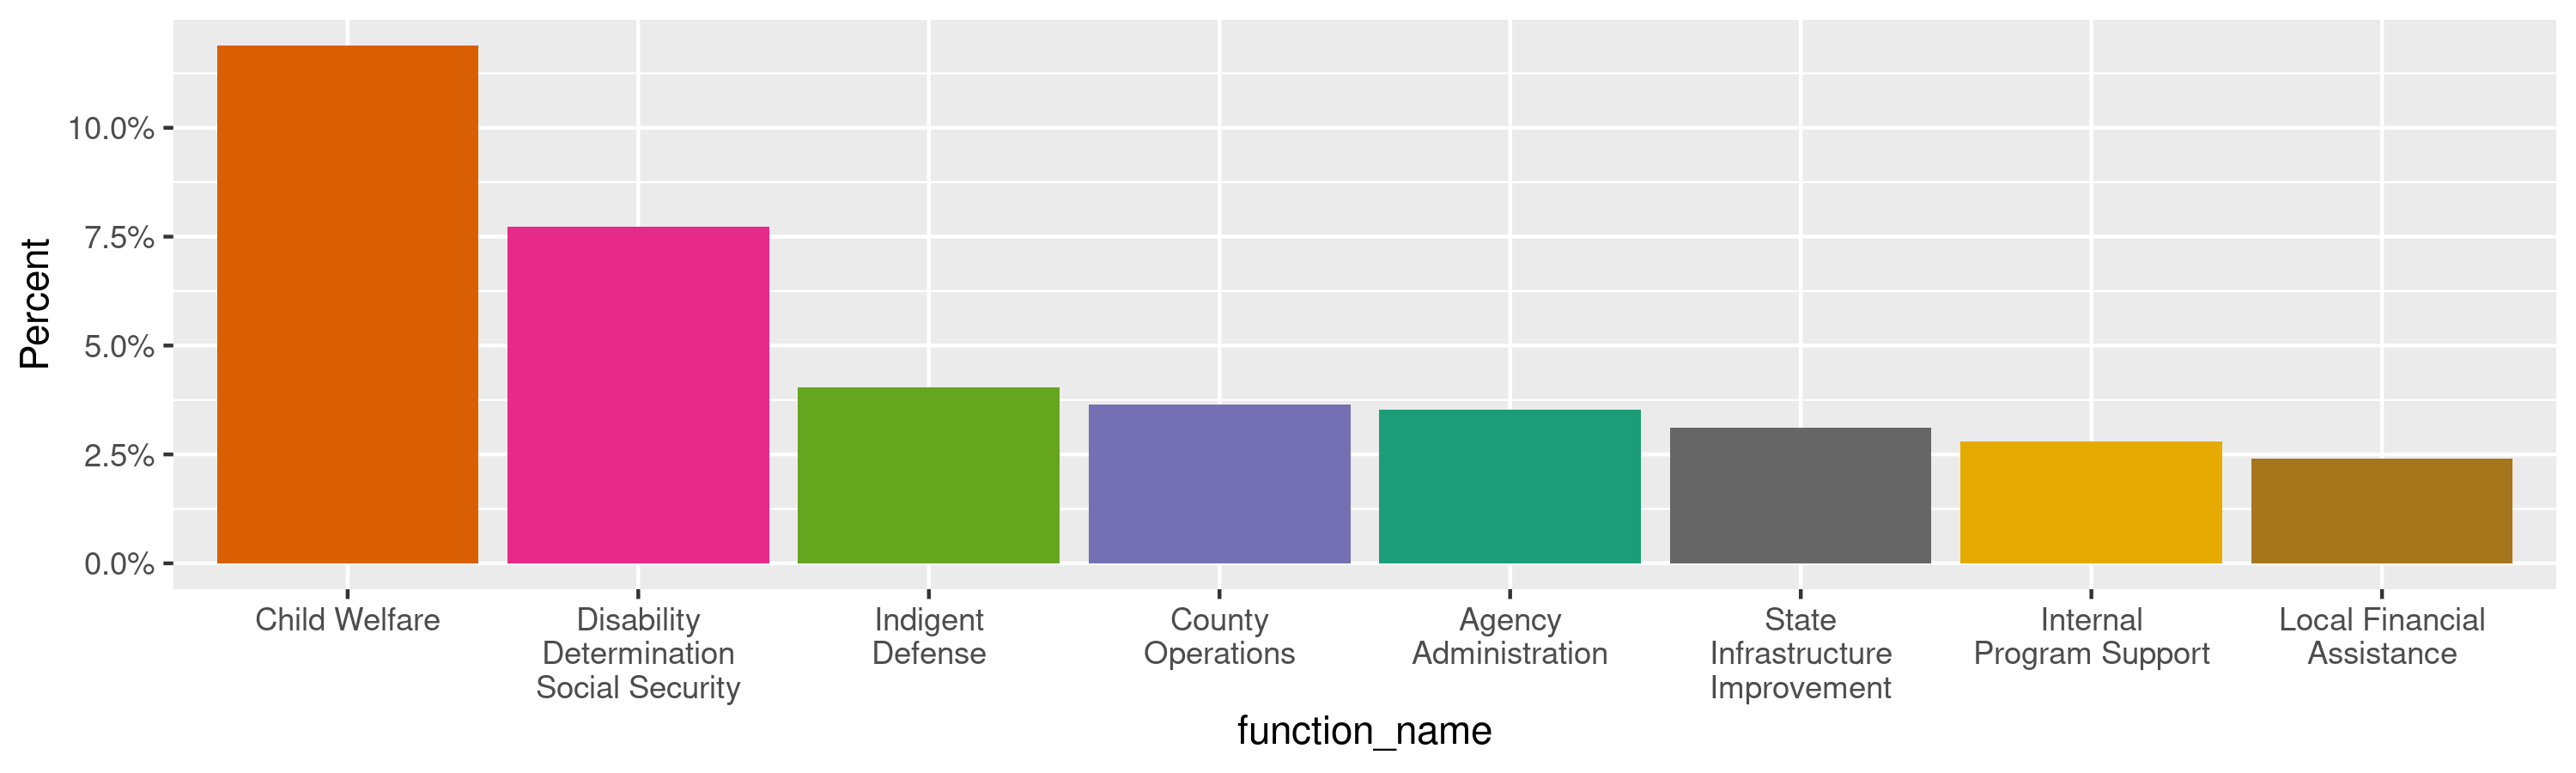 10.0%
7.5%
5.0%
2.5%
0.0%
Percent
Child Welfare
Disability
Determination
Social Security
Indigent
Defense
County
Operations
Agency
Administration
State
Infrastructure
Improvement
Internal
Program Support
Local Financial
Assistance
function_name